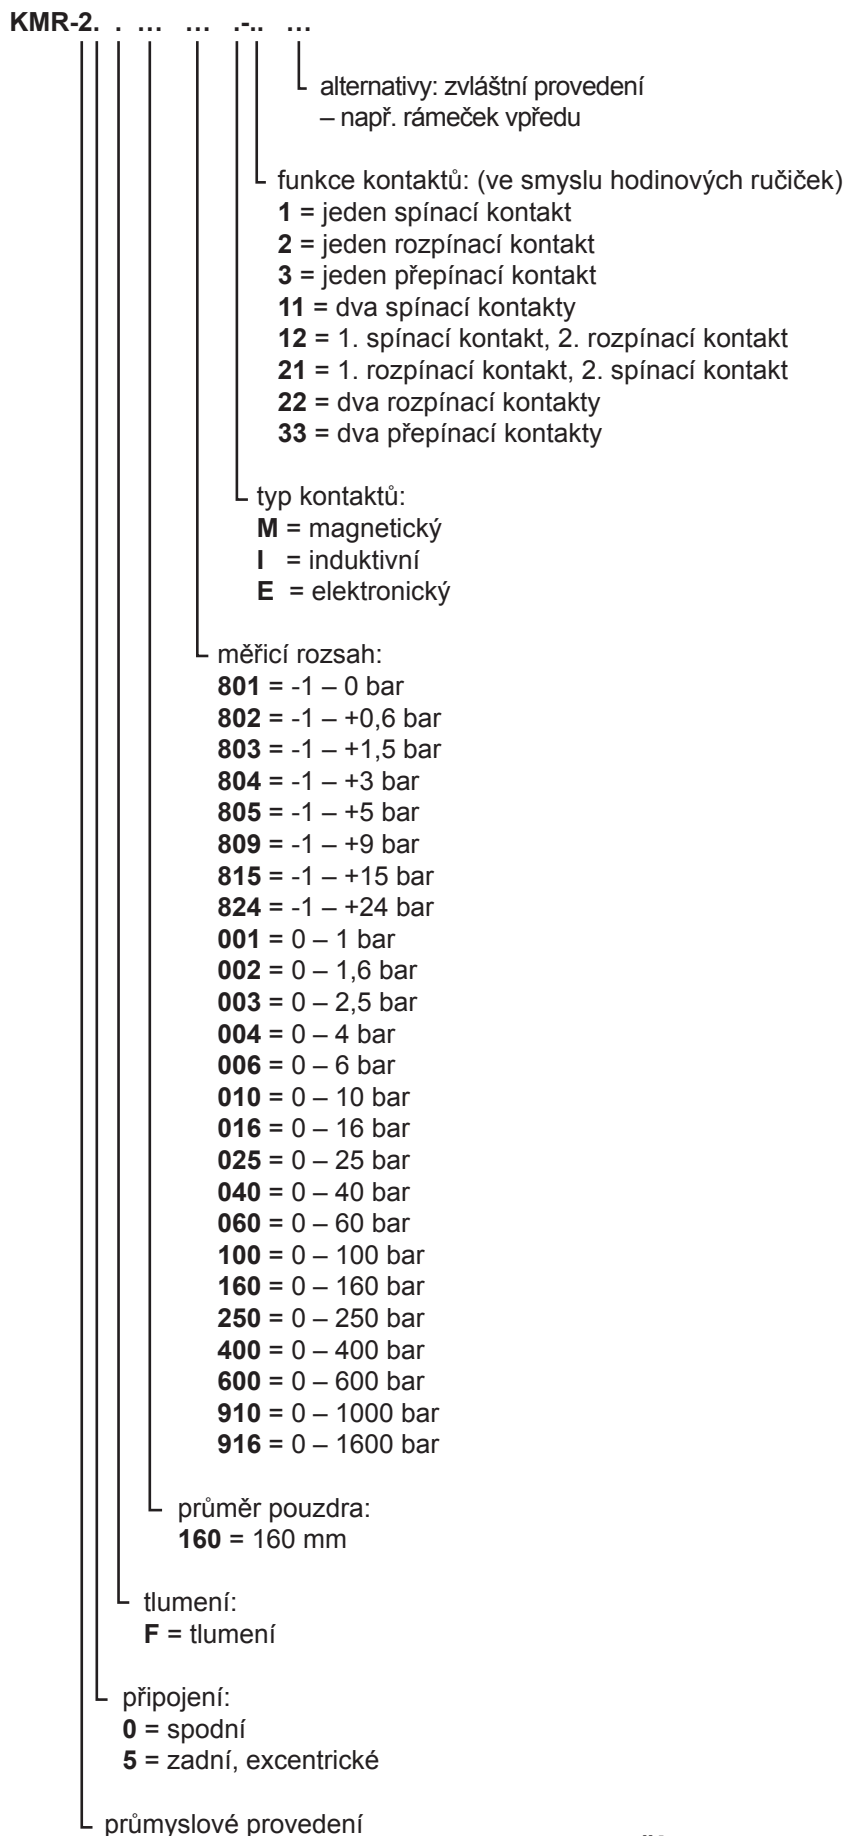 KMR-2. . ... ... .-.. ...
alternativy: zvláštní provedení
– např. rámeček vpředu
funkce kontaktů: (ve smyslu hodinových ručiček)
1 = jeden spínací kontakt
2 = jeden rozpínací kontakt
3 = jeden přepínací kontakt
11 = dva spínací kontakty
12 = 1. spínací kontakt, 2. rozpínací kontakt
21 = 1. rozpínací kontakt, 2. spínací kontakt
22 = dva rozpínací kontakty
33 = dva přepínací kontakty
typ kontaktů:
M = magnetický
I = induktivní
E = elektronický
měřicí rozsah:
801 = -1 – 0 bar
802 = -1 – +0,6 bar
803 = -1 – +1,5 bar
804 = -1 – +3 bar
805 = -1 – +5 bar
809 = -1 – +9 bar
815 = -1 – +15 bar
824 = -1 – +24 bar
001 = 0 – 1 bar
002 = 0 – 1,6 bar
003 = 0 – 2,5 bar
004 = 0 – 4 bar
006 = 0 – 6 bar
010 = 0 – 10 bar
016 = 0 – 16 bar
025 = 0 – 25 bar
040 = 0 – 40 bar
060 = 0 – 60 bar
100 = 0 – 100 bar
160 = 0 – 160 bar
250 = 0 – 250 bar
400 = 0 – 400 bar
600 = 0 – 600 bar
910 = 0 – 1000 bar
916 = 0 – 1600 bar
průměr pouzdra:
160 = 160 mm
tlumení:
F = tlumení
připojení:
0 = spodní
5 = zadní, excentrické
průmyslové provedení